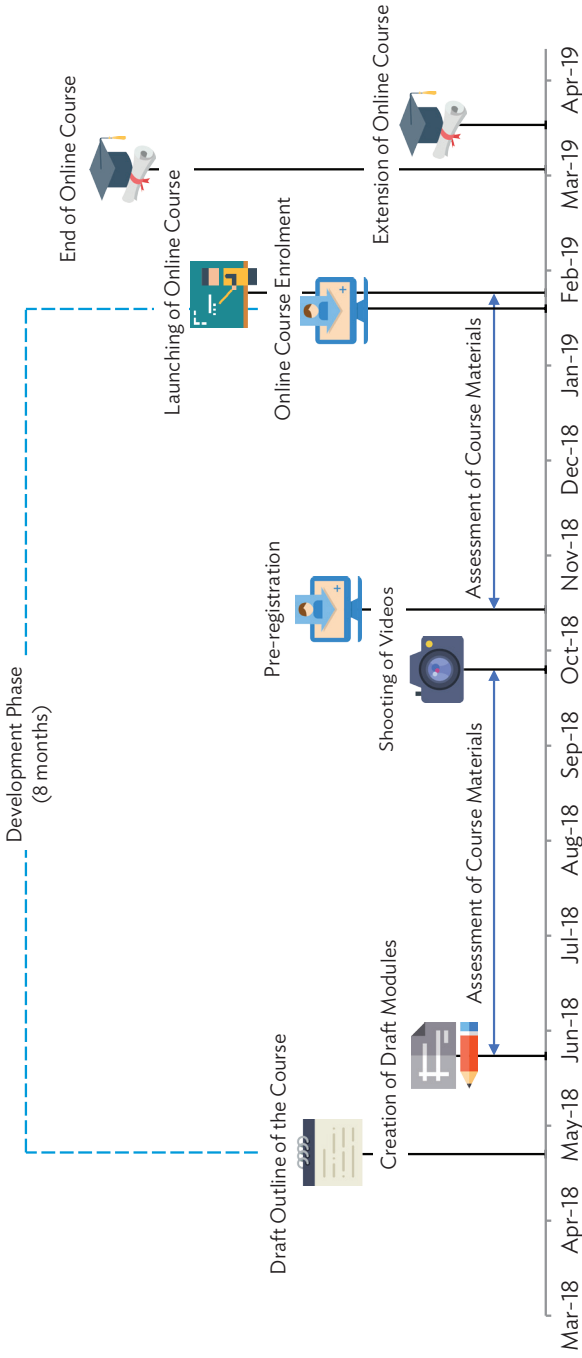 Development Phase
(8 months)
End of Online Course
Launching of Online Course
Draft Outline of the Course
Pre-registration
Online Course Enrolment
Creation of Draft Modules
Shooting of Videos
Extension of Online Course
Assessment of Course Materials
Assessment of Course Materials
Mar-18
Apr-18
May-18
Jun-18
Jul-18
Aug-18
Sep-18
Oct-18
Nov-18
Dec-18
Jan-19
Feb-19
Mar-19
Apr-19